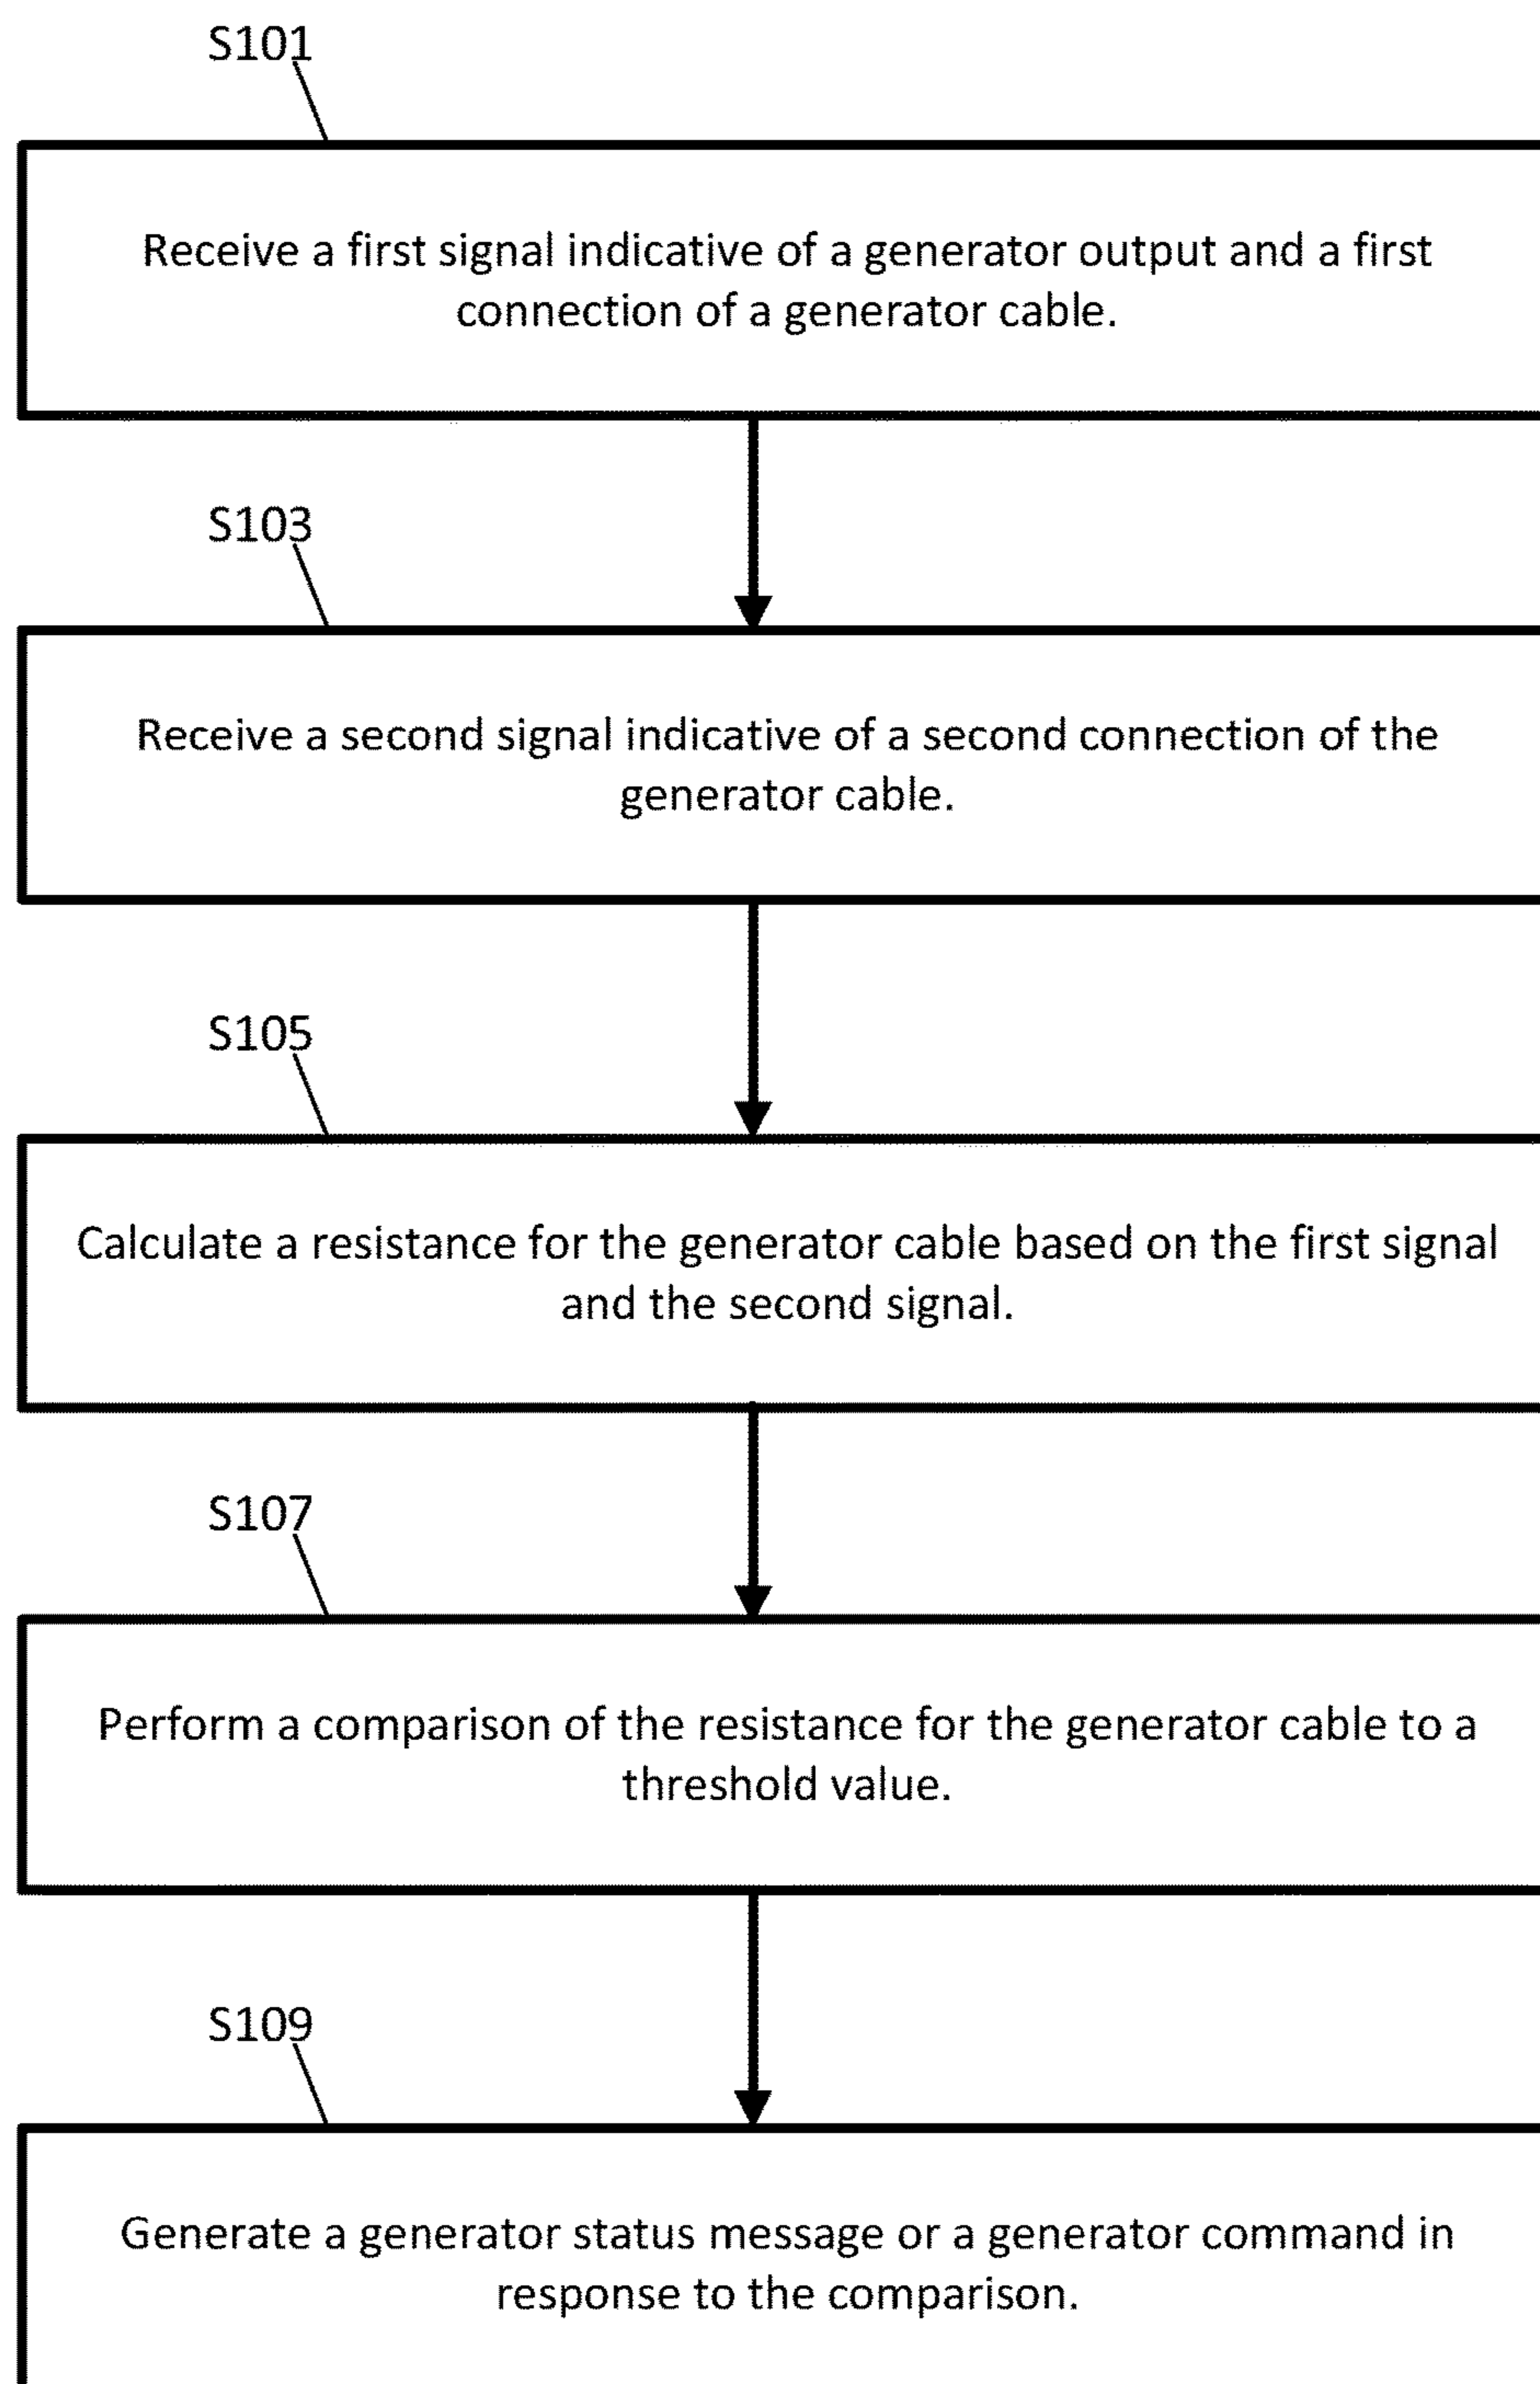 S101
Receive a first signal indicative of a generator output and a first
connection of a generator cable.
S103
Receive a second signal indicative of a second connection of the
generator cable.
S105
Calculate a resistance for the generator cable based on the first signal
and the second signal.
S107
Perform a comparison of the resistance for the generator cable to a
threshold value.
S109
Generate a generator status message or a generator command in
response to the comparison.